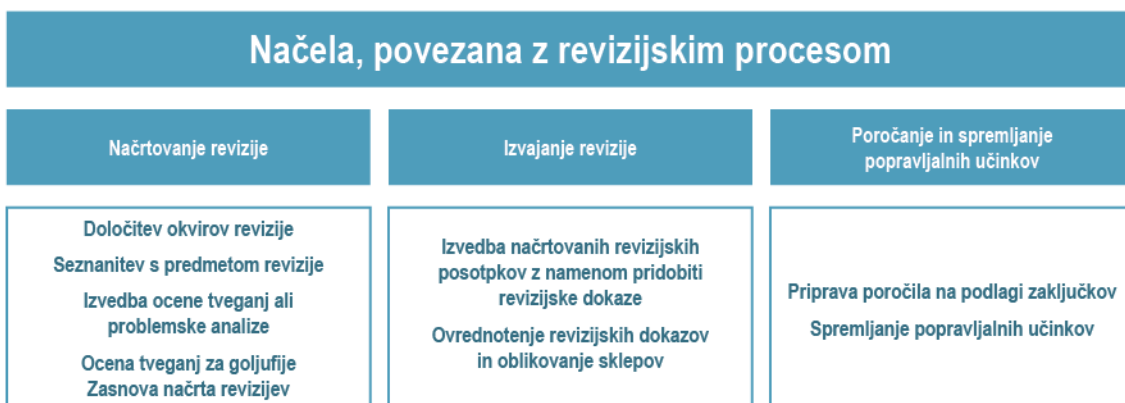 Načela, povezana z revizijskim procesom
Načrtovanje revizije
Izvajanje revizije
Poročanje in spremljanje
popravljalnih učinkov
Določitev okvirov revizije
Seznanitev s predmetom revizije
Izvedba ocene tveganj ali
problemske analize
Ocena tveganj za goljufije
Zasnova načrta revizijev
Izvedba načrtovanih revizijskih
posotpkov z namenom pridobiti
revizijske dokaze
Ovrednotenje revizijskih dokazov
in oblikovanje sklepov
Priprava poročila na podlagi zaključkov
Spremljanje popravljalnih učinkov